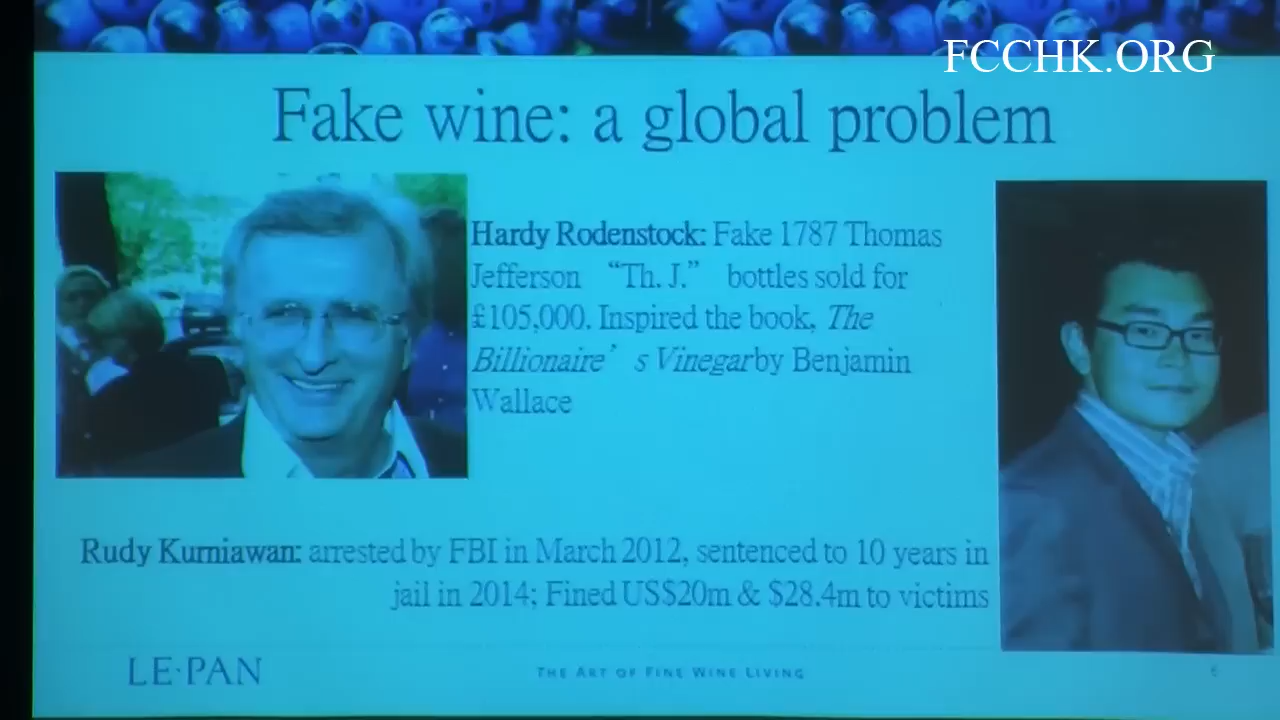 FCCHK.ORG
Fake wine: a global problem
Hardy Rodenstock: Fake 1787 Thomas
Jefferson “Th. J.” bottles sold for
£105,000. Inspired the book, The
Billionaire’s Vinegarby Benjamin
Wallace
Rudy Kurniawan: arrested by FBI in March 2012, sentenced to 10 years in
jail in 2014; Fined US$20m & $28.4m to victims
LE·PAN
THE ART OF FINE WINE LIVING
6